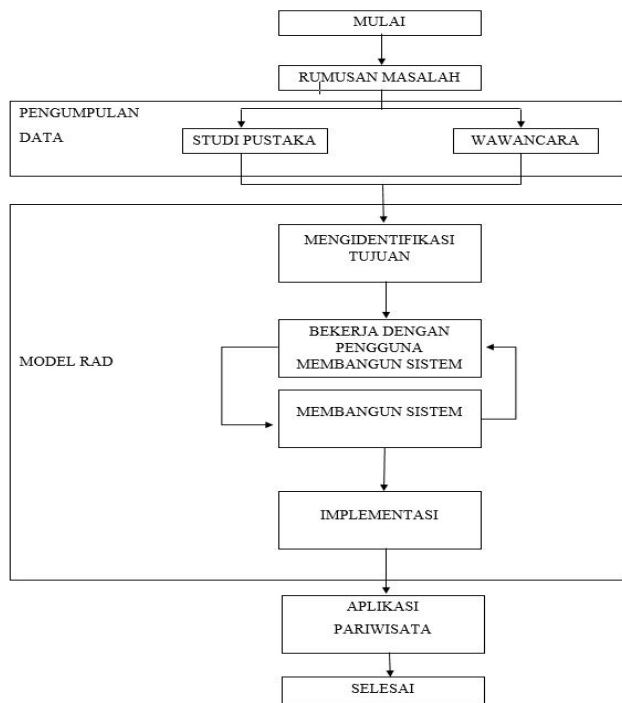 MULAI
RUMUSAN MASALAH
PENGUMPULAN
DATA
STUDI PUSTAKA
WAWANCARA
MENGIDENTIFIKASI
TUJUAN
BEKERJA DENGAN
PENGGUNA
MEMBANGUN SISTEM
MODEL RAD
MEMBANGUN SISTEM
IMPLEMENTASI
APLIKASI
PARIWISATA
SELESAI